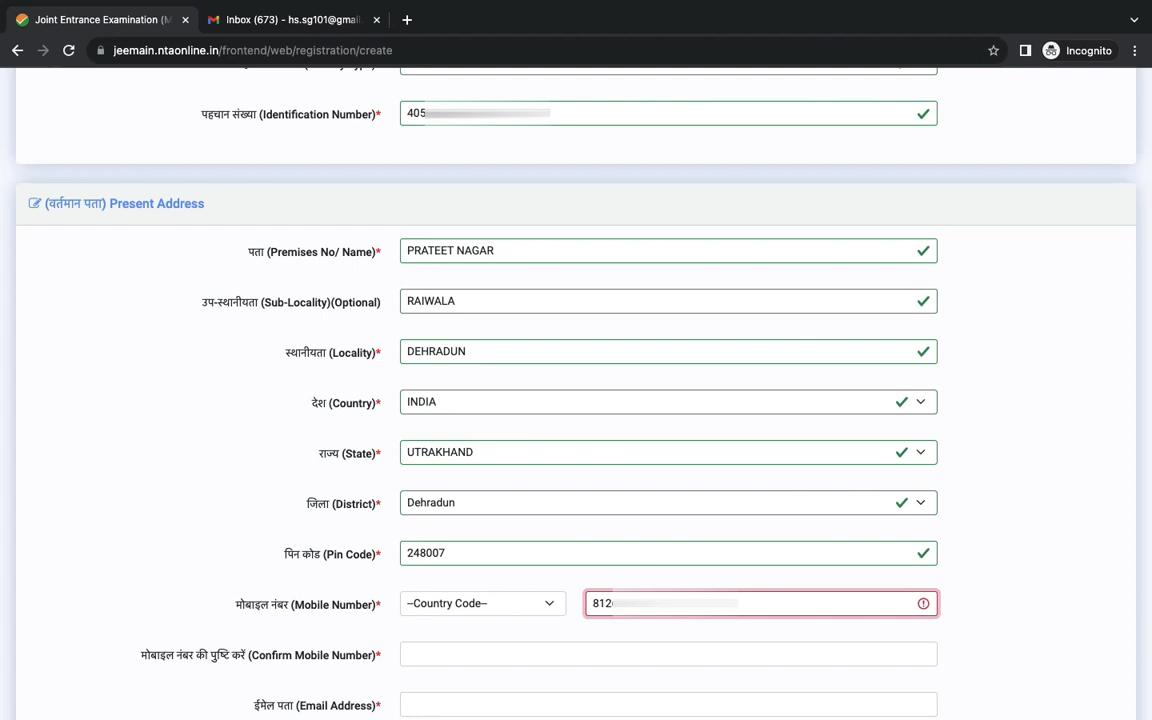 Joint Entrance Examination (M
Inbox (673) - hs.sg101@gmai
jeemain.ntaonline.in/frontend/web/registration/create
Incognito
पहचान संख्या (Identification Number)*
405
(वर्तमान पता) Present Address
पता (Premises No/ Name)*
PRATEET NAGAR
उप-स्थानीयता (Sub-Locality)(Optional)
RAIWALA
स्थानीयता (Locality)*
DEHRADUN
देश (Country)*
INDIA
राज्य (State)*
UTRAKHAND
जिला (District)*
Dehradun
पिन कोड (Pin Code)*
248007
मोबाइल नंबर (Mobile Number)*
--Country Code--
812
मोबाइल नंबर की पुष्टि करें (Confirm Mobile Number)*
ईमेल पता (Email Address)*